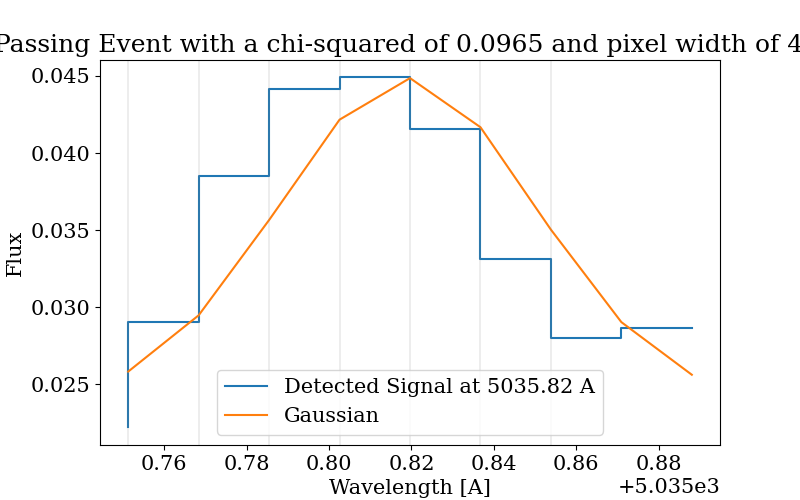 Passing Event with a chi-squared of 0.0965 and pixel width of 4
0.045
0.040
0.035
0.030
0.025
Flux
Detected Signal at 5035.82 A
Gaussian
0.76 0.78 0.80 0.82 0.84 0.86 0.88
+5.035e3
Wavelength [A]